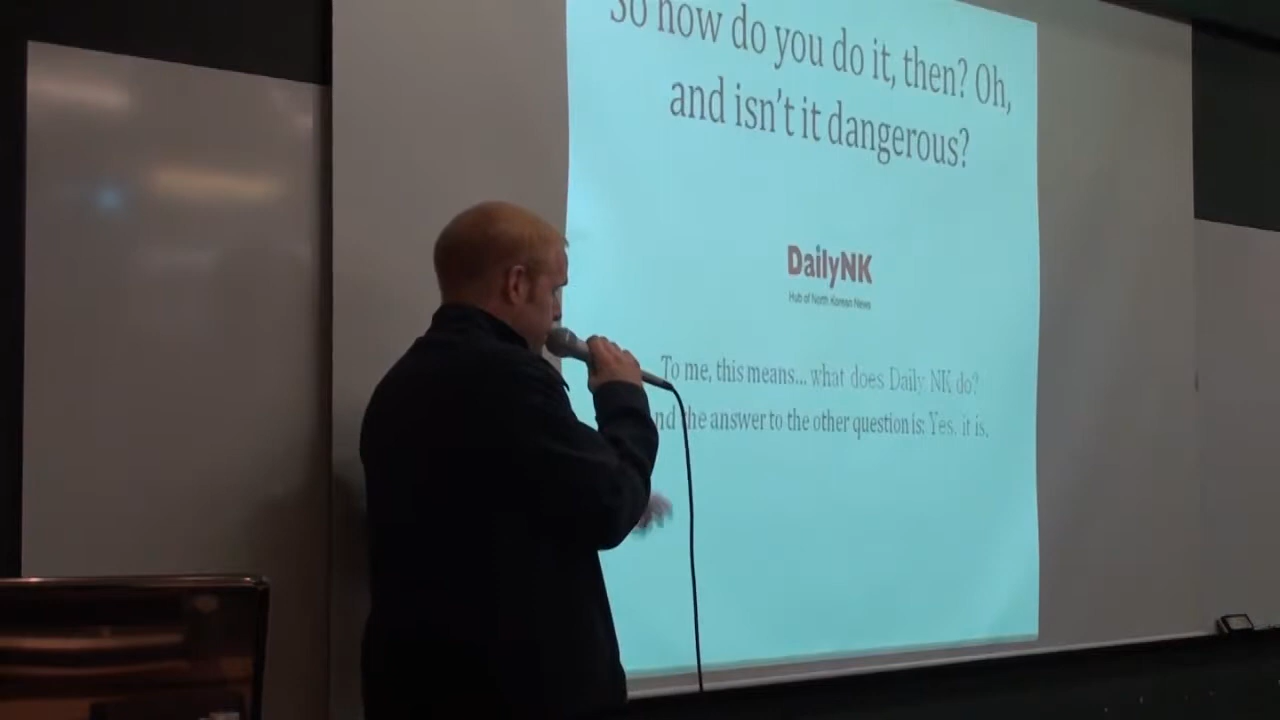 So how do you do it, then? Oh,
and isn't it dangerous?
DailyNK
Hub of North Korean News
To me, this means... what does Daily NK do?
nd the answer to the other question is: Yes, it is.